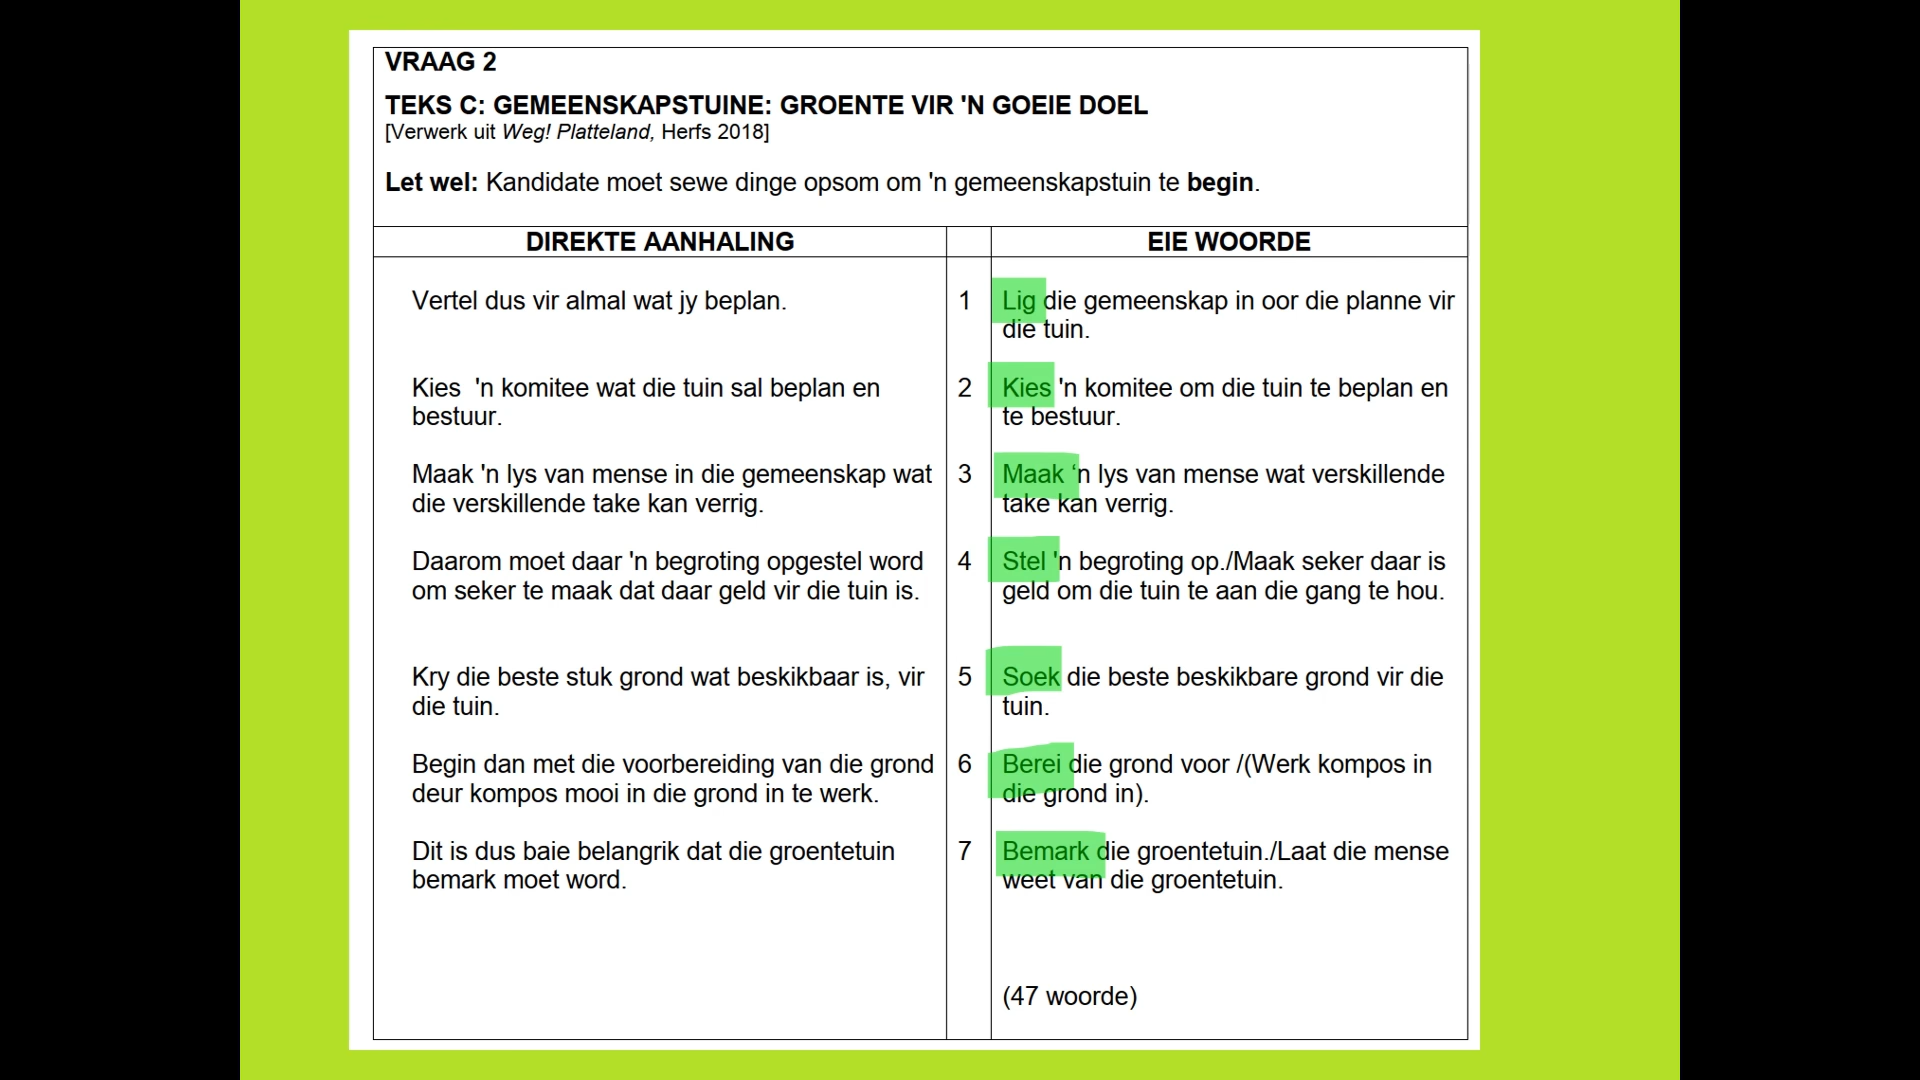 VRAAG 2
TEKS C: GEMEENSKAPSTUINE: GROENTE VIR 'N GOEIE DOEL
[Verwerk uit Weg! Platteland, Herfs 2018]
Let wel: Kandidate moet sewe dinge opsom om 'n gemeenskapstuin te begin.
DIREKTE AANHALING
EIE WOORDE
Vertel dus vir almal wat jy beplan.
1
Lig die gemeenskap in oor die planne vir
die tuin.
Kies 'n komitee wat die tuin sal beplan en
bestuur.
2
Kies 'n komitee om die tuin te beplan en
te bestuur.
Maak 'n lys van mense in die gemeenskap wat
die verskillende take kan verrig.
3
Maak ‘n lys van mense wat verskillende
take kan verrig.
Daarom moet daar 'n begroting opgestel word
om seker te maak dat daar geld vir die tuin is.
4
Stel 'n begroting op./Maak seker daar is
geld om die tuin te aan die gang te hou.
Kry die beste stuk grond wat beskikbaar is, vir
die tuin.
5
Soek die beste beskikbare grond vir die
tuin.
Begin dan met die voorbereiding van die grond
deur kompos mooi in die grond in te werk.
6
Berei die grond voor /(Werk kompos in
die grond in).
Dit is dus baie belangrik dat die groentetuin
bemark moet word.
7
Bemark die groentetuin./Laat die mense
weet van die groentetuin.
(47 woorde)